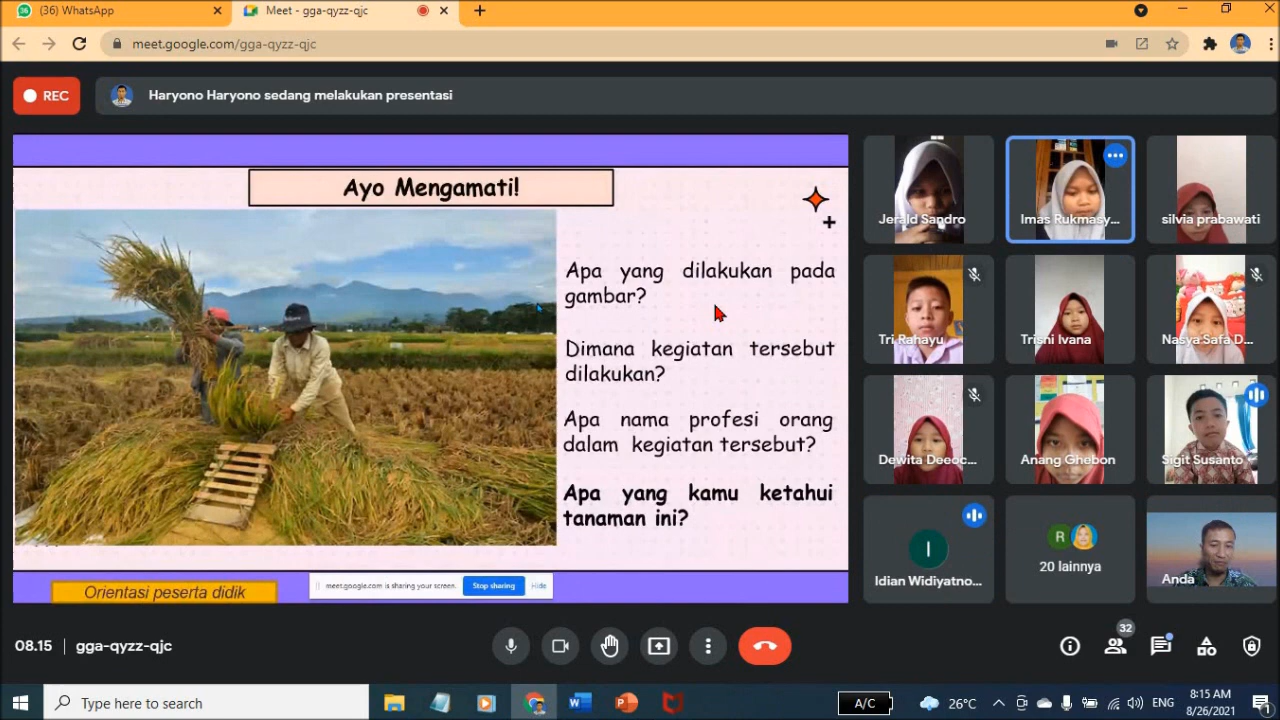 (36) WhatsApp
Meet - gga-qyzz-qjc
meet.google.com/gga-qyzz-qjc
REC
Haryono Haryono sedang melakukan presentasi
Ayo Mengamati!
Apa yang dilakukan pada
gambar?
Dimana kegiatan tersebut
dilakukan?
Apa nama profesi orang
dalam kegiatan tersebut?
Apa yang kamu ketahui
tanaman ini?
Orientasi peserta didik
meet.google.com is sharing your screen.
Stop sharing
Hide
Jerald Sandro
Imas Rukmasy...
silvia prabawati
Tri Rahayu
Trisni Ivana
Nasya Safa D...
Dewita Deeoc...
Anang Ghebon
Sigit Susanto
I
Idian Widiyatno...
R
20 lainnya
Anda
08.15
gga-qyzz-qjc
32
Type here to search
A/C
26°C
ENG
8:15 AM
8/26/2021
1